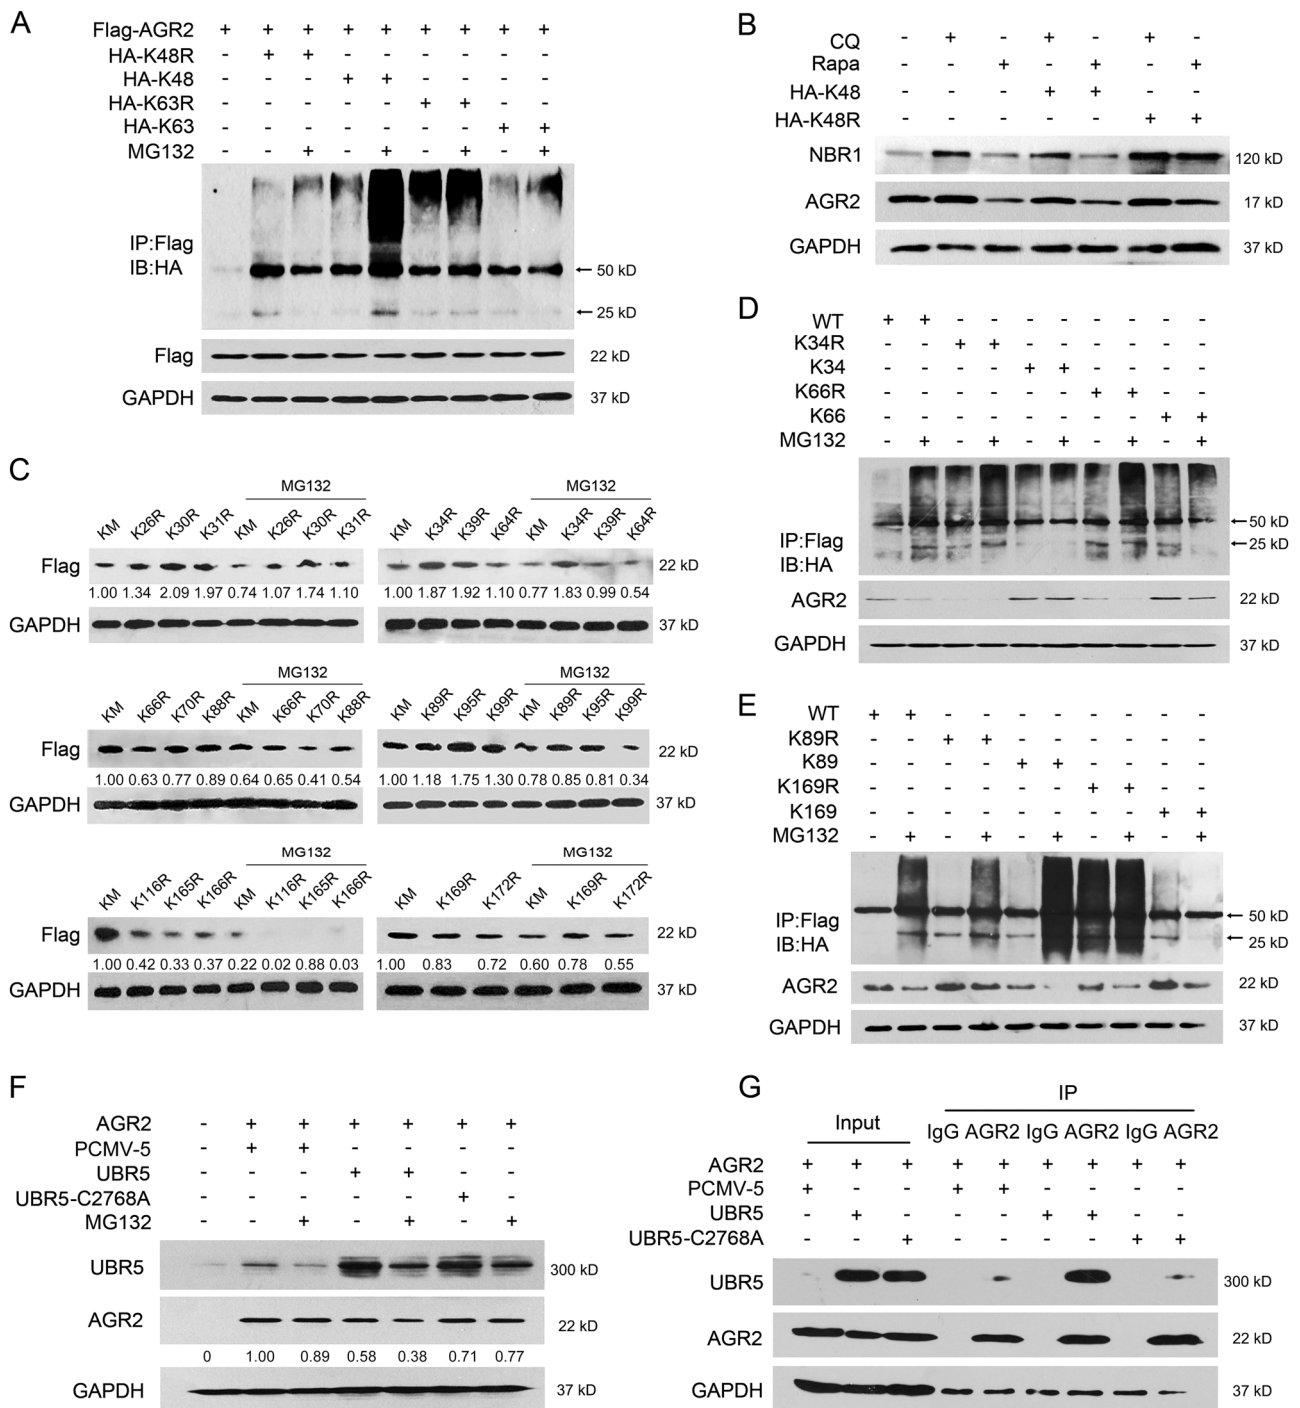 A
Flag-AGR2 + + + + + + + + +
HA-K48R - + + - - - - - -
HA-K48 - - - + + - - - -
HA-K63R - - - - - + + - -
HA-K63 - - - - - - - + +
MG132 - - + - + - + - +
IP:Flag
IB:HA
50 kD
25 kD
Flag 22 kD
GAPDH 37 kD
B
CQ - + - + - + -
Rapa - - + - + - +
HA-K48 - - - + + - -
HA-K48R - - - - - + +
NBR1 120 kD
AGR2 17 kD
GAPDH 37 kD
C
MG132
KM K26R K30R K31R KM K26R K30R K31R
Flag
1.00 1.34 2.09 1.97 0.74 1.07 1.74 1.10
GAPDH
MG132
KM K34R K39R K64R KM K34R K39R K64R
22 kD
1.00 1.87 1.92 1.10 0.77 1.83 0.99 0.54
37 kD
MG132
KM K66R K70R K88R KM K66R K70R K88R
Flag
1.00 0.63 0.77 0.89 0.64 0.65 0.41 0.54
GAPDH
MG132
KM K89R K95R K99R KM K89R K95R K99R
22 kD
1.00 1.18 1.75 1.30 0.78 0.85 0.81 0.34
37 kD
MG132
KM K116R K165R K166R KM K116R K165R K166R
Flag
1.00 0.42 0.33 0.37 0.22 0.02 0.88 0.03
GAPDH
MG132
KM K169R K172R KM K169R K172R
22 kD
1.00 0.83 0.72 0.60 0.78 0.55
37 kD
D
WT + + - - - - - - - -
K34R - - + + - - - - - -
K34 - - - - + + - - - -
K66R - - - - - - + + - -
K66 - - - - - - - - + +
MG132 - + - + - + - + - +
IP:Flag
IB:HA
50 kD
25 kD
AGR2 22 kD
GAPDH 37 kD
E
WT + + - - - - - - - -
K89R - - + + - - - - - -
K89 - - - - + + - - - -
K169R - - - - - - + + - -
K169 - - - - - - - - + +
MG132 - + - + - + - + - +
IP:Flag
IB:HA
50 kD
25 kD
AGR2 22 kD
GAPDH 37 kD
F
AGR2 - + + + + + +
PCMV-5 - + + - - - -
UBR5 - - - + + - -
UBR5-C2768A - - - - - + -
MG132 - - + - + - +
UBR5 300 kD
AGR2 22 kD
0 1.00 0.89 0.58 0.38 0.71 0.77
GAPDH 37 kD
G
IP
Input
IgG AGR2 IgG AGR2 IgG AGR2
AGR2 + + + + + + + + +
PCMV-5 + - - + + - - - -
UBR5 - + - - - + + - -
UBR5-C2768A - - + - - - - + +
UBR5 300 kD
AGR2 22 kD
GAPDH 37 kD